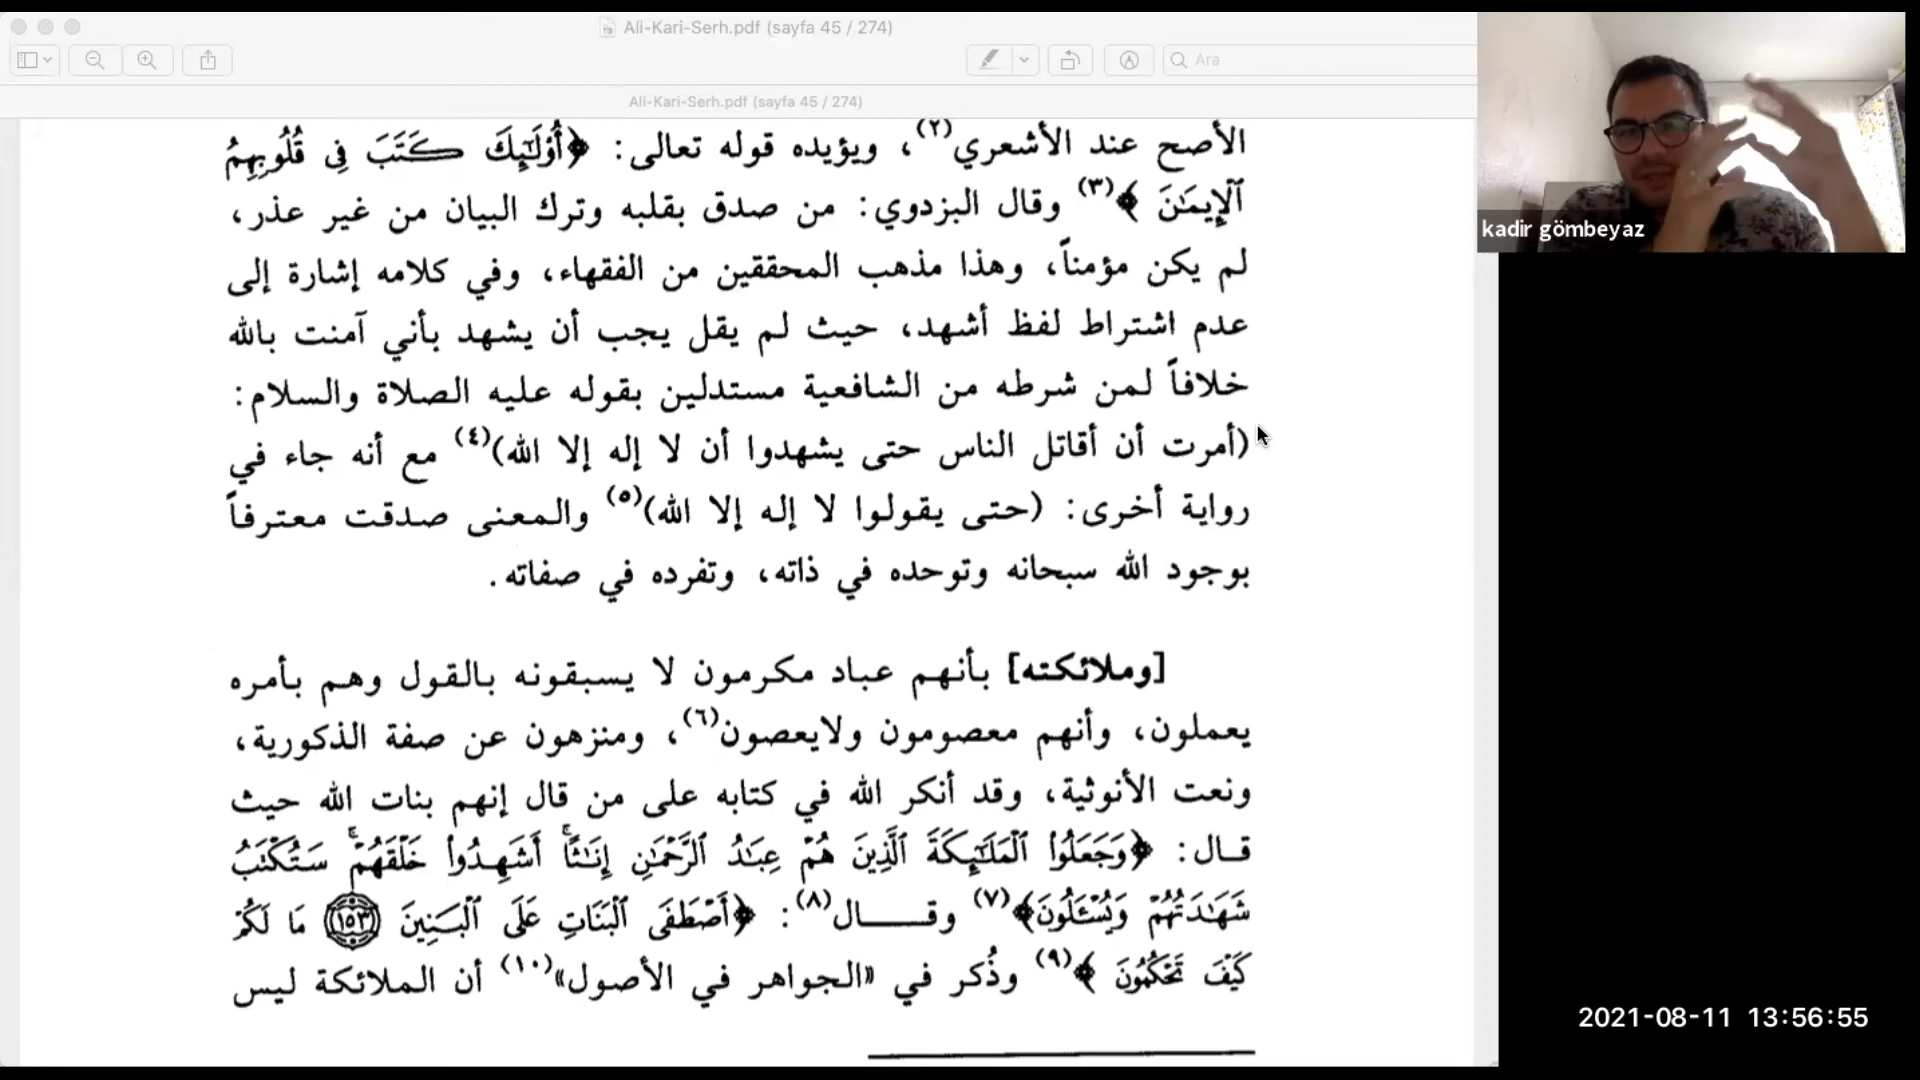 Ali-Kari-Serh.pdf (sayfa 45 / 274)
Ara
Ali-Kari-Serh.pdf (sayfa 45 / 274)
الأصح عند الأشعري(٢)، ويؤيده قوله تعالى: ﴿أُوْلَٰٓئِكَ كَتَبَ فِي قُلُوبِهِمُ
ٱلْإِيمَٰنَ﴾(٣) وقال البزدوي: من صدق بقلبه وترك البيان من غير عذر،
لم يكن مؤمناً، وهذا مذهب المحققين من الفقهاء، وفي كلامه إشارة إلى
عدم اشتراط لفظ أشهد، حيث لم يقل يجب أن يشهد بأني آمنت بالله
خلافاً لمن شرطه من الشافعية مستدلين بقوله عليه الصلاة والسلام:
(أمرت أن أقاتل الناس حتى يشهدوا أن لا إله إلا الله)(٤) مع أنه جاء في
رواية أخرى: (حتى يقولوا لا إله إلا الله)(٥) والمعنى صدقت معترفاً
بوجود الله سبحانه وتوحده في ذاته، وتفرده في صفاته.
[وملائكته] بأنهم عباد مكرمون لا يسبقونه بالقول وهم بأمره
يعملون، وأنهم معصومون ولايعصون(٦)، ومنزهون عن صفة الذكورية،
ونعت الأنوثية، وقد أنكر الله في كتابه على من قال إنهم بنات الله حيث
قـال: ﴿وَجَعَلُوا۟ ٱلْمَلَٰٓئِكَةَ ٱلَّذِينَ هُمْ عِبَٰدُ ٱلرَّحْمَٰنِ إِنَٰثًا ۚ أَشَهِدُوا۟ خَلْقَهُمْ ۚ سَتُكْتَبُ
شَهَٰدَتُهُمْ وَيُسْـَٔلُونَ﴾(٧) وقـــال(٨): ﴿أَصْطَفَى ٱلْبَنَاتِ عَلَى ٱلْبَنِينَ ١٥٣ مَا لَكُمْ
كَيْفَ تَحْكُمُونَ﴾(٩) وذُكر في «الجواهر في الأصول»(١٠) أن الملائكة ليس
kadir gömbeyaz
2021-08-11 13:56:55